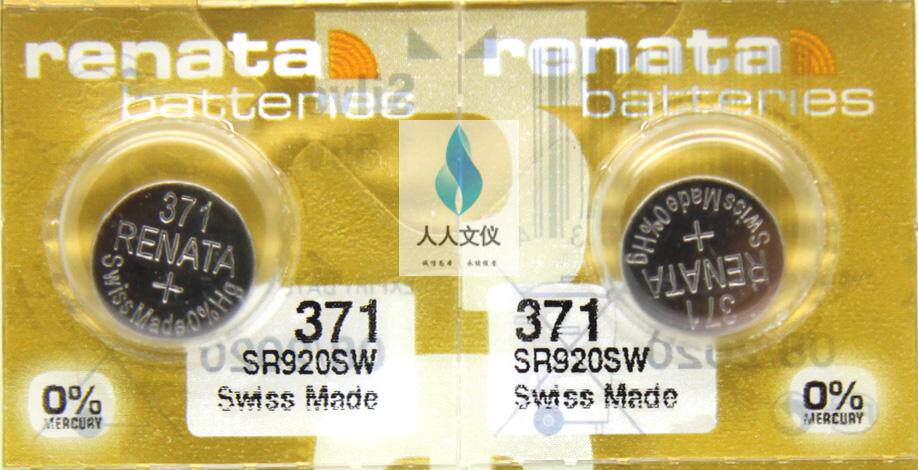 renata
batteries
371
RENATA
+
Swiss Made 0% Hg
371
SR920SW
Swiss Made
0%
MERCURY
人人文仪
renata
batteries
371
RENATA
+
Swiss Made 0% Hg
371
SR920SW
Swiss Made
0%
MERCURY